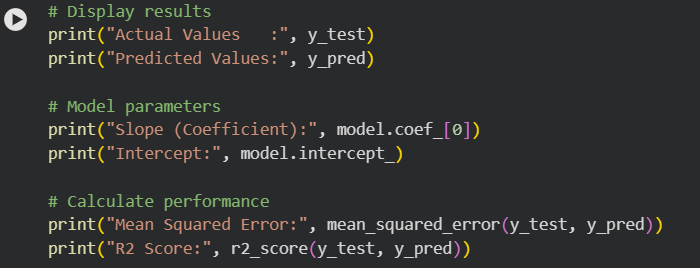 # Display results
print("Actual Values   :", y_test)
print("Predicted Values:", y_pred)
# Model parameters
print("Slope (Coefficient):", model.coef_[0])
print("Intercept:", model.intercept_)
# Calculate performance
print("Mean Squared Error:", mean_squared_error(y_test, y_pred))
print("R2 Score:", r2_score(y_test, y_pred))